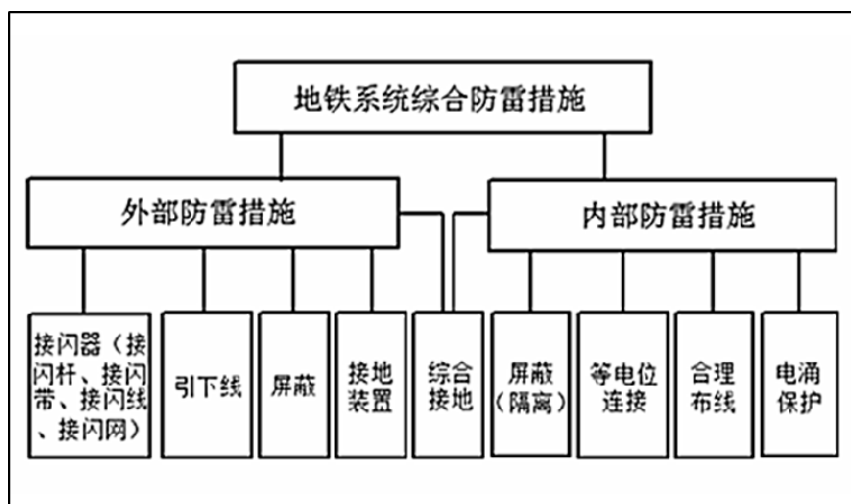 地铁系统综合防雷措施
外部防雷措施
内部防雷措施
接闪器（接
闪杆、接闪
带、接闪线
、接闪网）
引下线
屏蔽
接地
装置
综合
接地
屏蔽
（隔离）
等电位
连接
合理
布线
电涌
保护